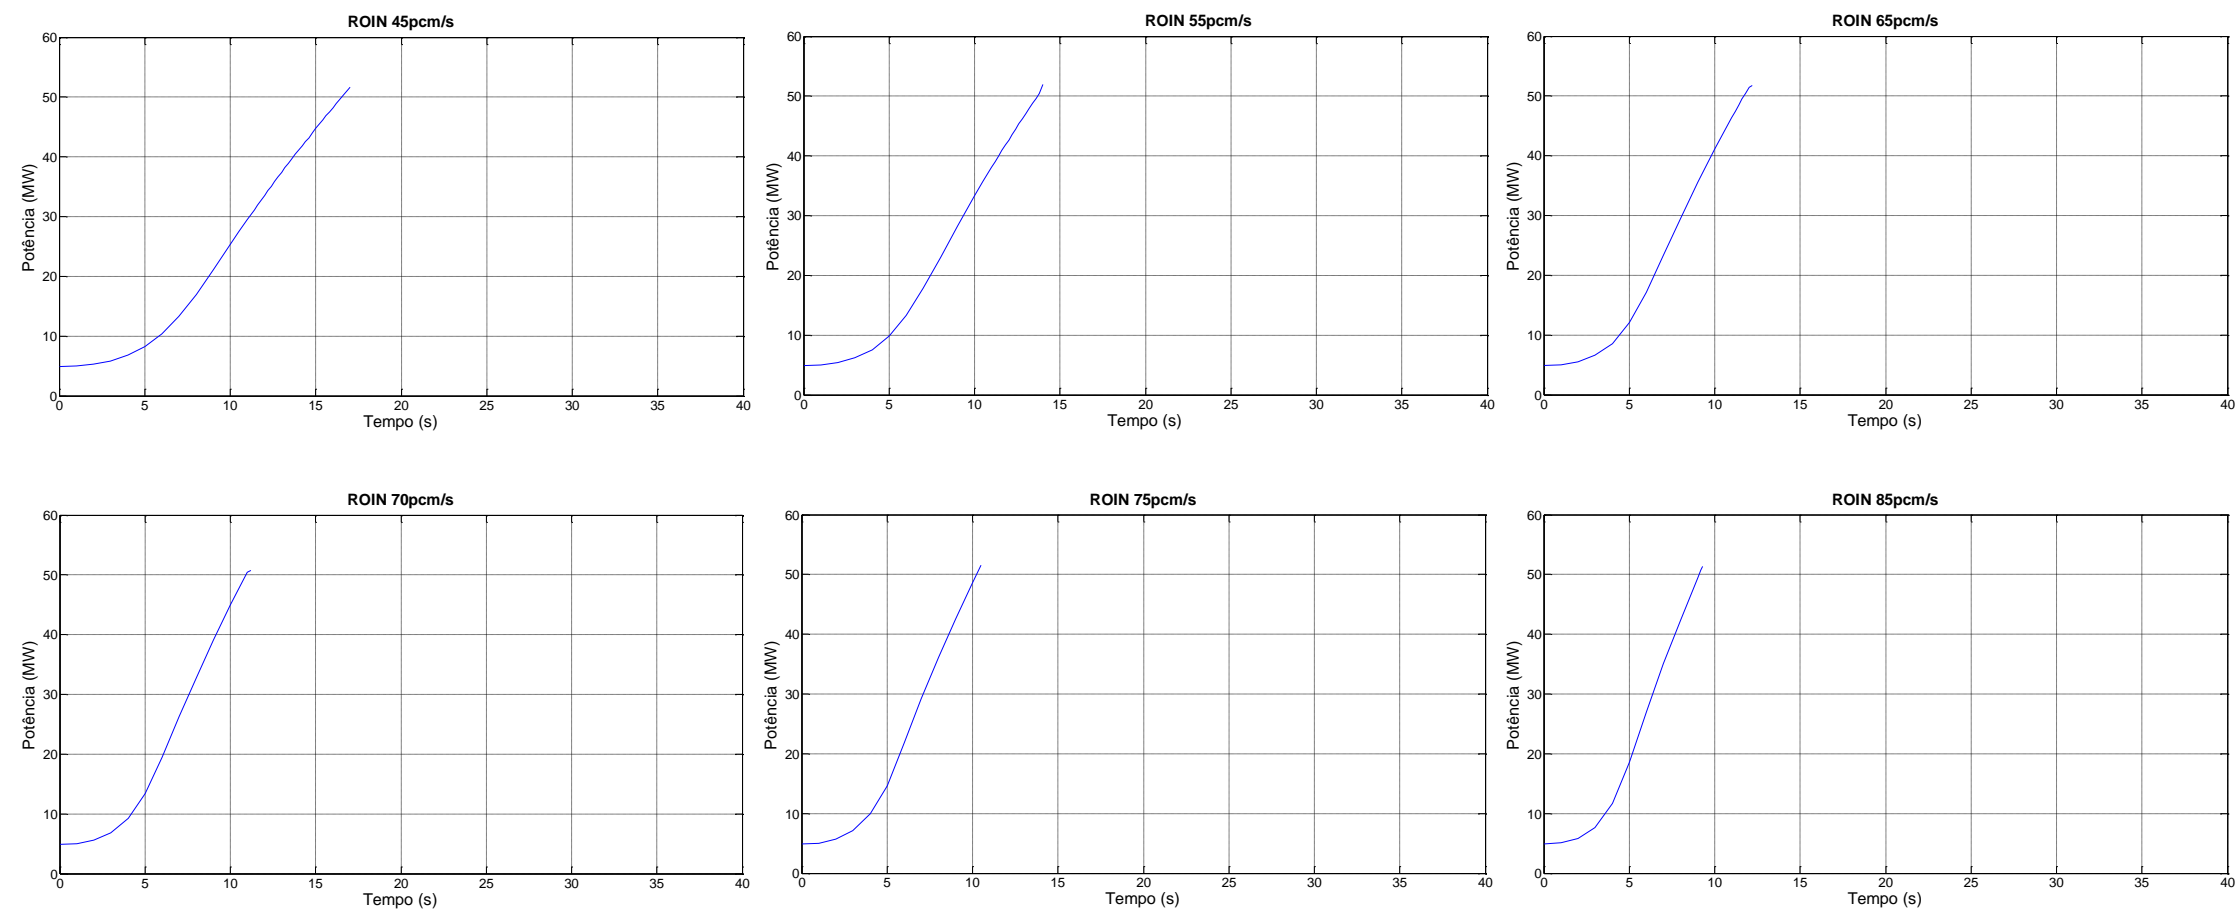 ROIN 45pcm/s
60
50
40
30
20
10
0
Potência (MW)
0 5 10 15 20 25 30 35 40
Tempo (s)
ROIN 55pcm/s
60
50
40
30
20
10
0
Potência (MW)
0 5 10 15 20 25 30 35 40
Tempo (s)
ROIN 65pcm/s
60
50
40
30
20
10
0
Potência (MW)
0 5 10 15 20 25 30 35 40
Tempo (s)
ROIN 70pcm/s
60
50
40
30
20
10
0
Potência (MW)
0 5 10 15 20 25 30 35 40
Tempo (s)
ROIN 75pcm/s
60
50
40
30
20
10
0
Potência (MW)
0 5 10 15 20 25 30 35 40
Tempo (s)
ROIN 85pcm/s
60
50
40
30
20
10
0
Potência (MW)
0 5 10 15 20 25 30 35 40
Tempo (s)